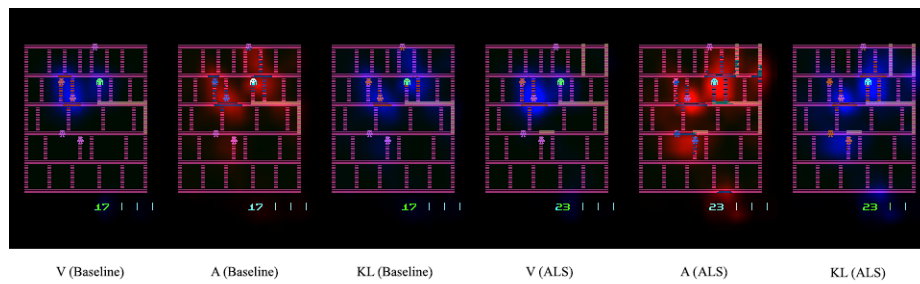 17 | | | 17 | | | 17 | | | 23 | | | 23 | | | 23 | | |
V (Baseline) A (Baseline) KL (Baseline) V (ALS) A (ALS) KL (ALS)